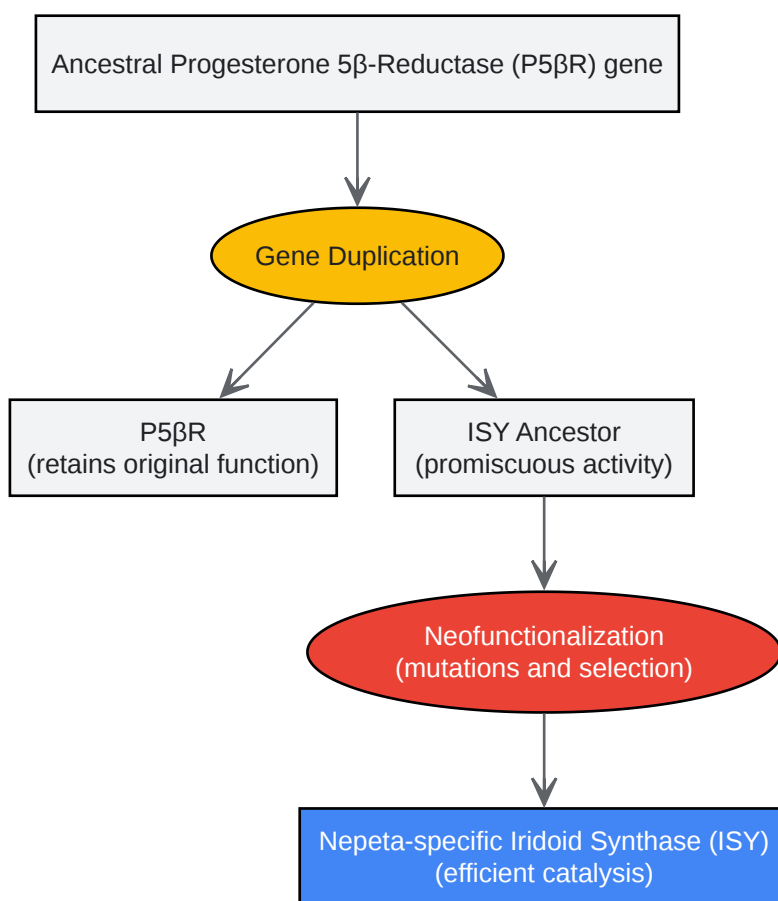 Ancestral Progesterone 5β-Reductase (P5βR) gene
Gene Duplication
P5βR
(retains original function)
ISY Ancestor
(promiscuous activity)
Neofunctionalization
(mutations and selection)
Nepeta-specific Iridoid Synthase (ISY)
(efficient catalysis)